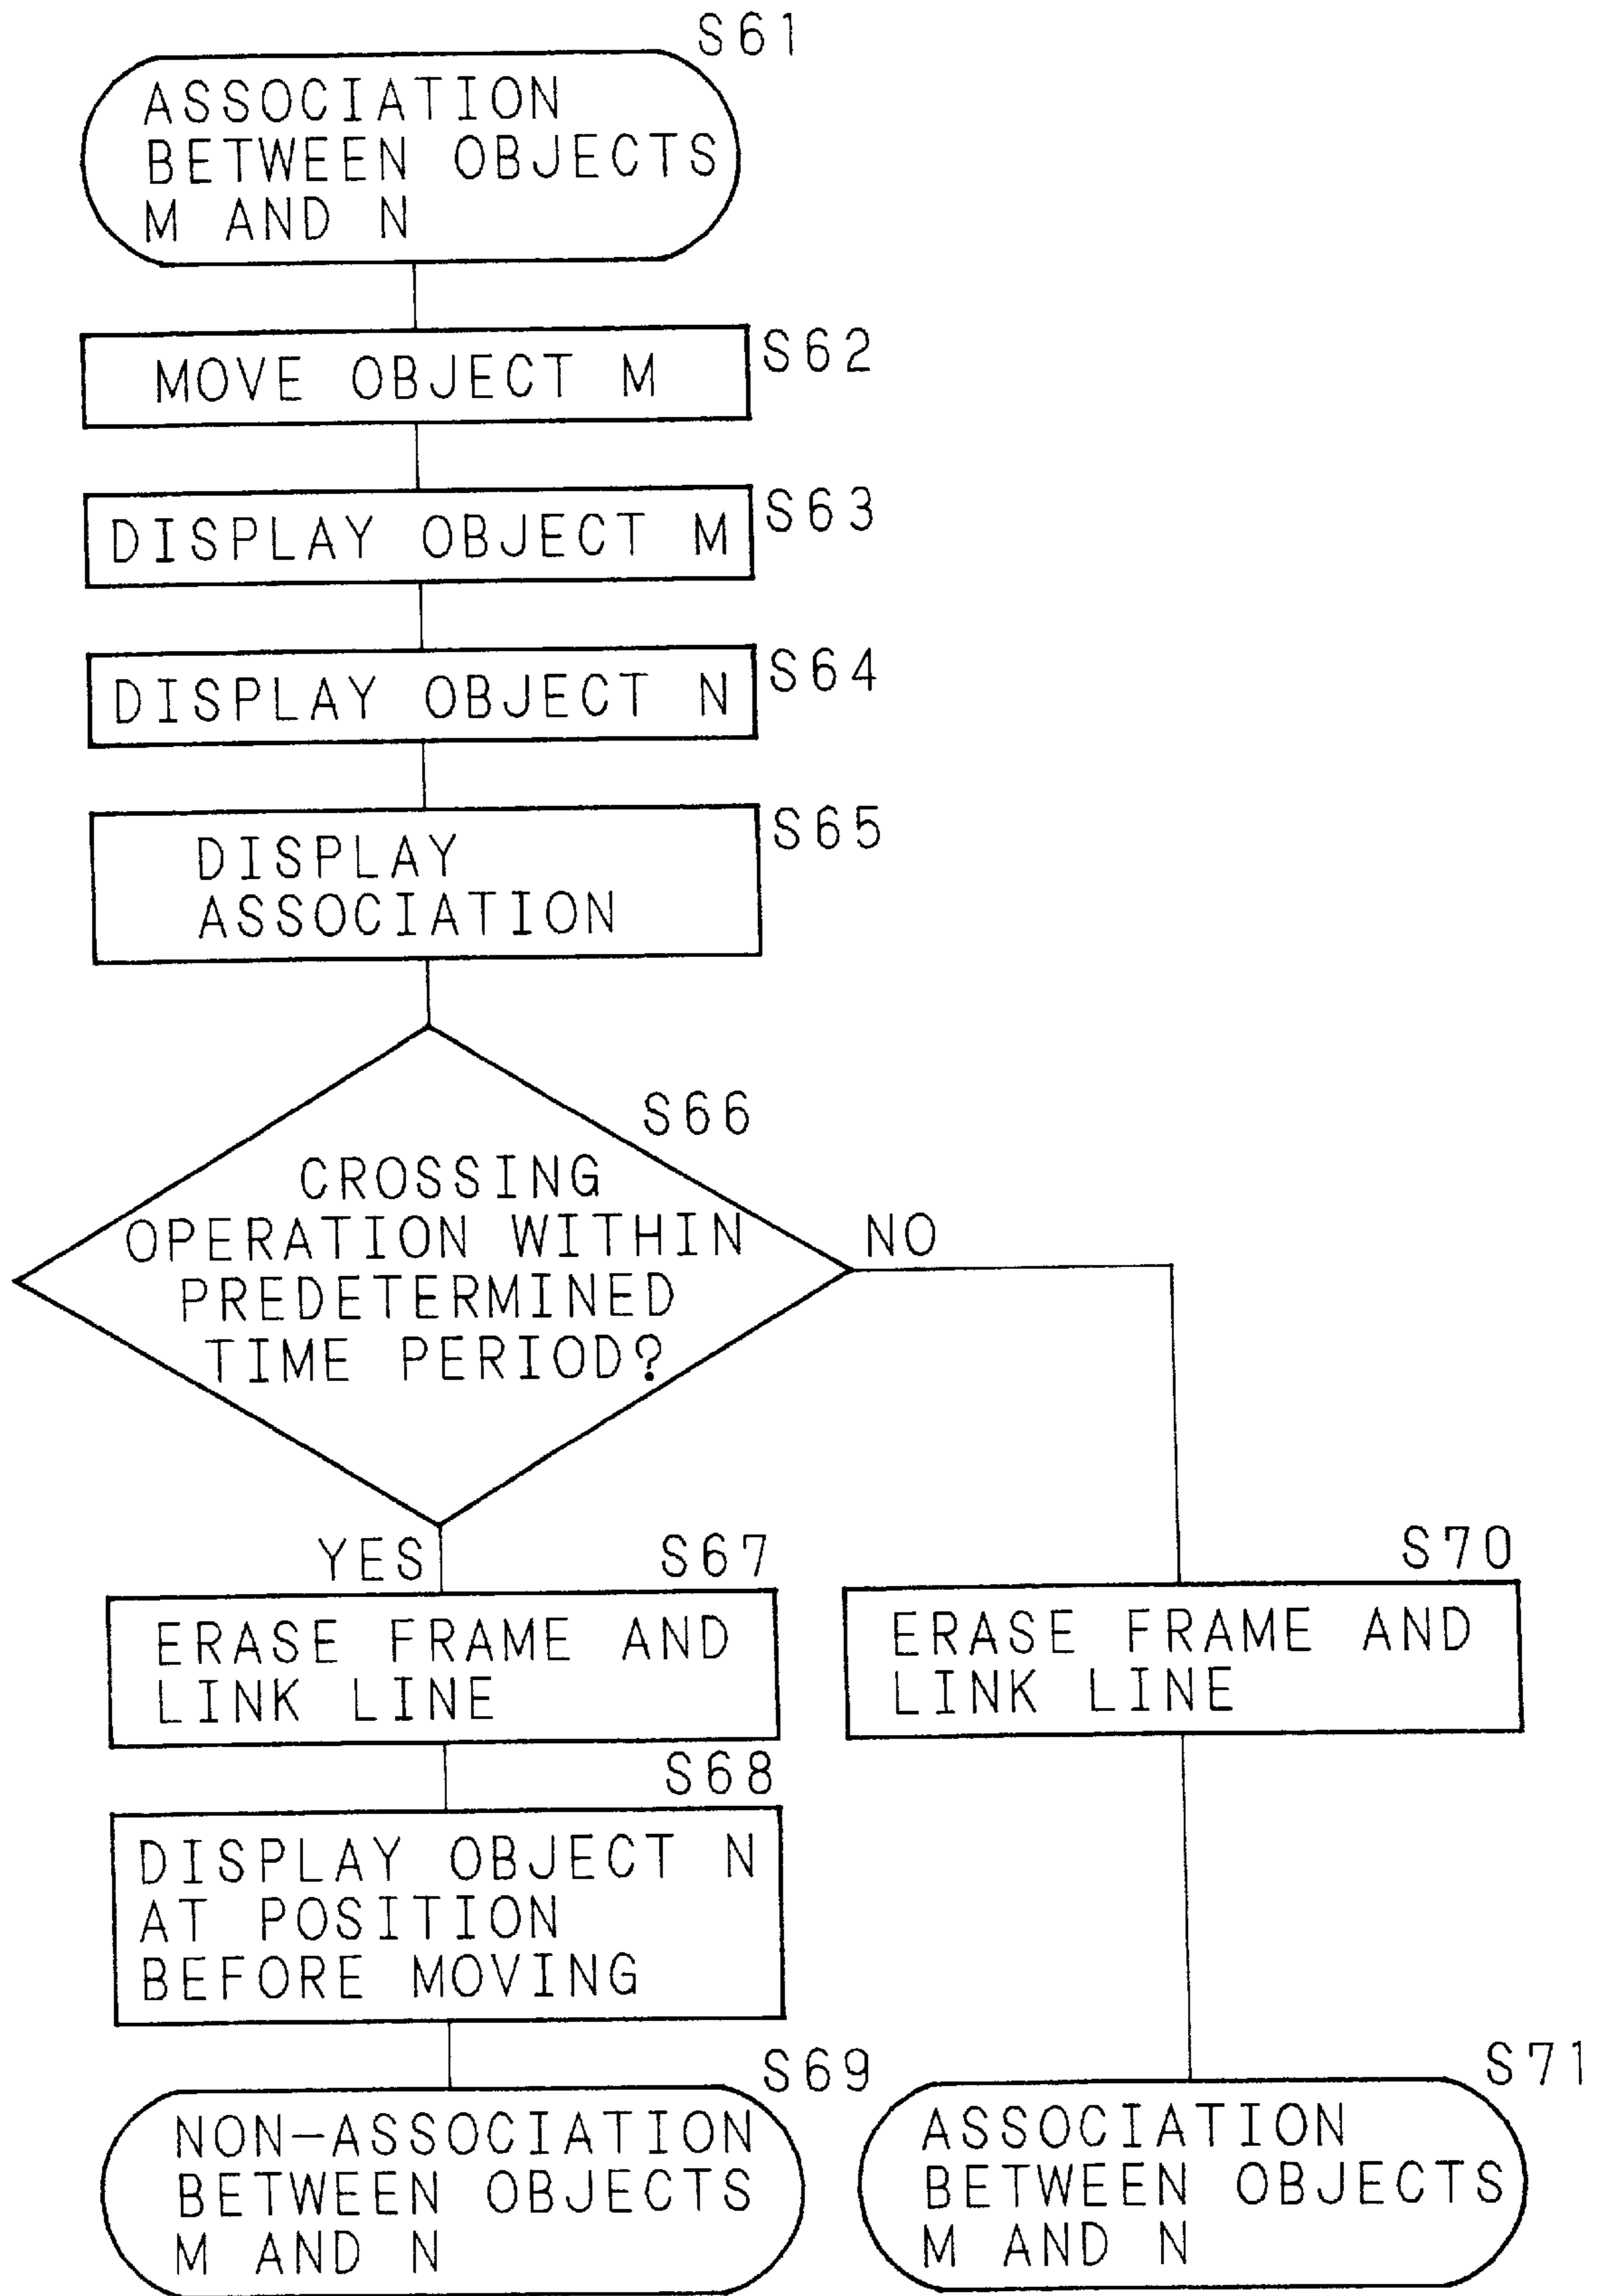 S61
ASSOCIATION
BETWEEN OBJECTS
M AND N
S62
MOVE OBJECT M
S63
DISPLAY OBJECT M
S64
DISPLAY OBJECT N
S65
DISPLAY
ASSOCIATION
S66
CROSSING
OPERATION WITHIN
PREDETERMINED
TIME PERIOD?
NO
YES
S67
ERASE FRAME AND
LINK LINE
S68
DISPLAY OBJECT N
AT POSITION
BEFORE MOVING
S69
NON-ASSOCIATION
BETWEEN OBJECTS
M AND N
S70
ERASE FRAME AND
LINK LINE
S71
ASSOCIATION
BETWEEN OBJECTS
M AND N